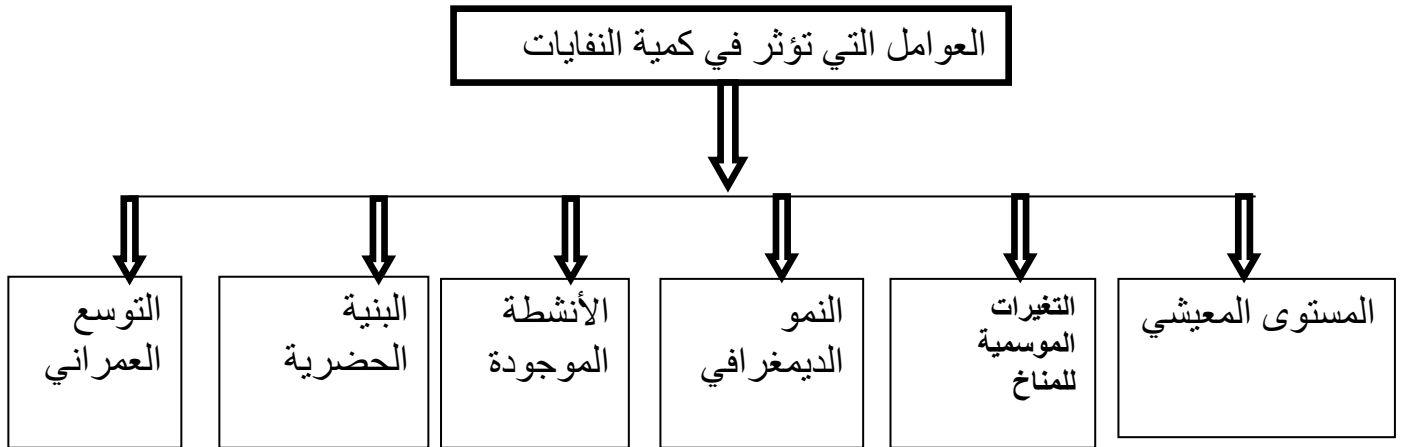 العوامل التي تؤثر في كمية النفايات
المستوى المعيشي
التغيرات
الموسمية
للمناخ
النمو
الديمغرافي
الأنشطة
الموجودة
البنية
الحضرية
التوسع
العمراني